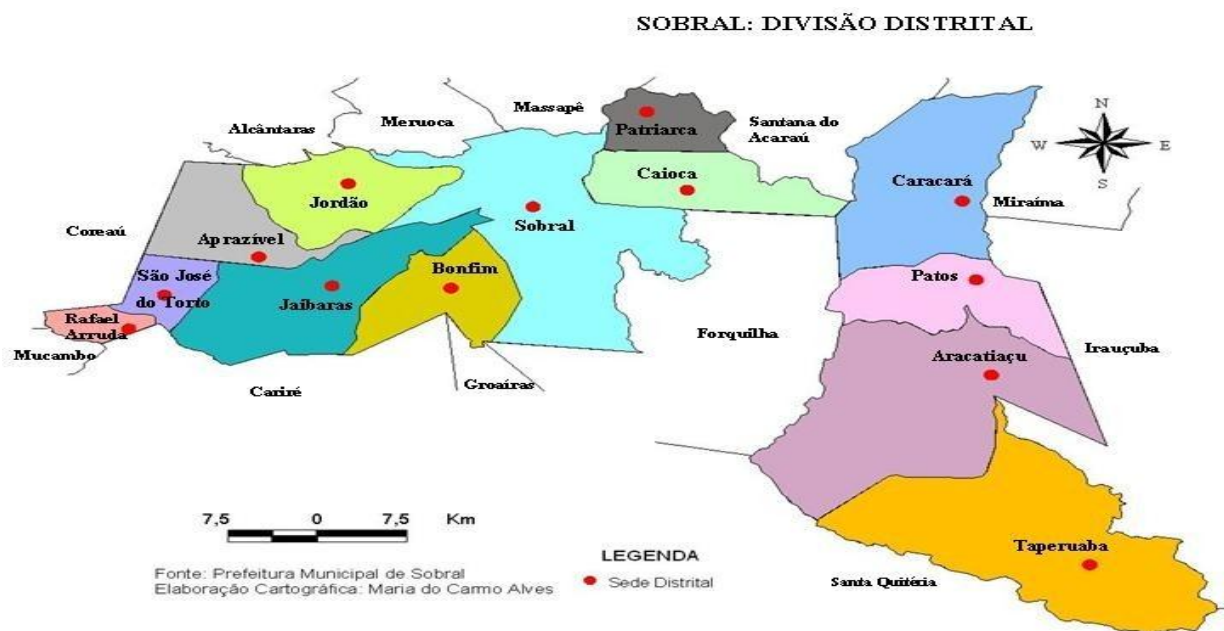 SOBRAL: DIVISÃO DISTRITAL
Massapê
Meruoca
Alcântaras
Patriarca
Santana do
Acaraú
N
W
E
S
Caioca
Caracará
Miraíma
Jordão
Sobral
Coreaú
Aprazível
São José
do Torto
Jaibaras
Bonfim
Patos
Rafael
Arruda
Mucambo
Forquilha
Irauçuba
Aracatiaçu
Cariré
Groaíras
7,5 0 7,5 Km
Taperuaba
LEGENDA
Sede Distrital
Santa Quitéria
Fonte: Prefeitura Municipal de Sobral
Elaboração Cartográfica: Maria do Carmo Alves